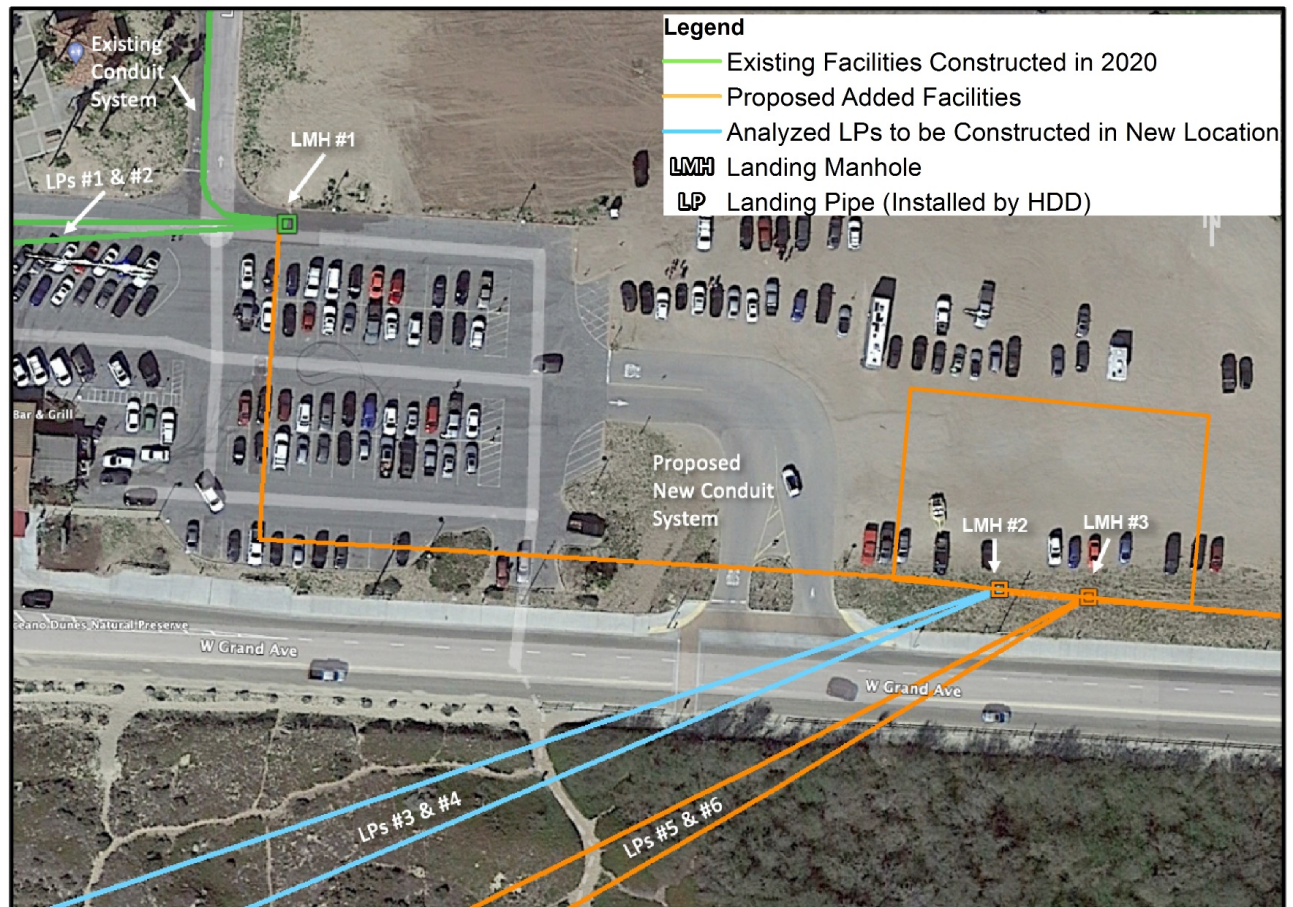 Legend
Existing Facilities Constructed in 2020
Proposed Added Facilities
Analyzed LPs to be Constructed in New Location
LMH Landing Manhole
LP Landing Pipe (Installed by HDD)
Existing
Conduit
System
LMH #1
LPs #1 & #2
N
Bar & Grill
Proposed
New Conduit
System
LMH #2
LMH #3
ceano Dunes Natural Preserve
W Grand Ave
W Grand Ave
LPs #3 & #4
LPs #5 & #6